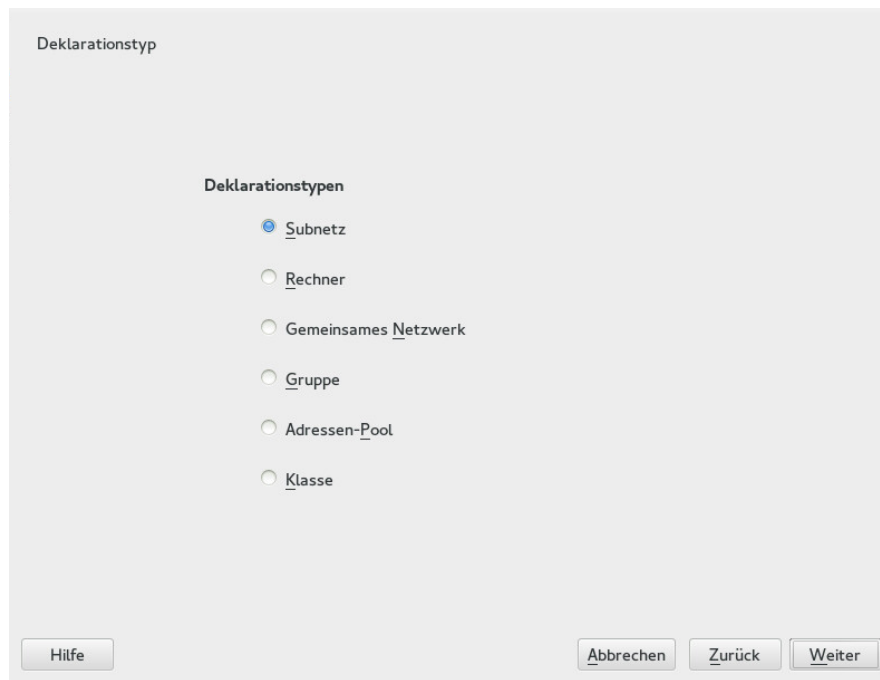 Deklarationstyp
Deklarationstypen
Subnetz
Rechner
Gemeinsames Netzwerk
Gruppe
Adressen-Pool
Klasse
Hilfe
Abbrechen
Zurück
Weiter